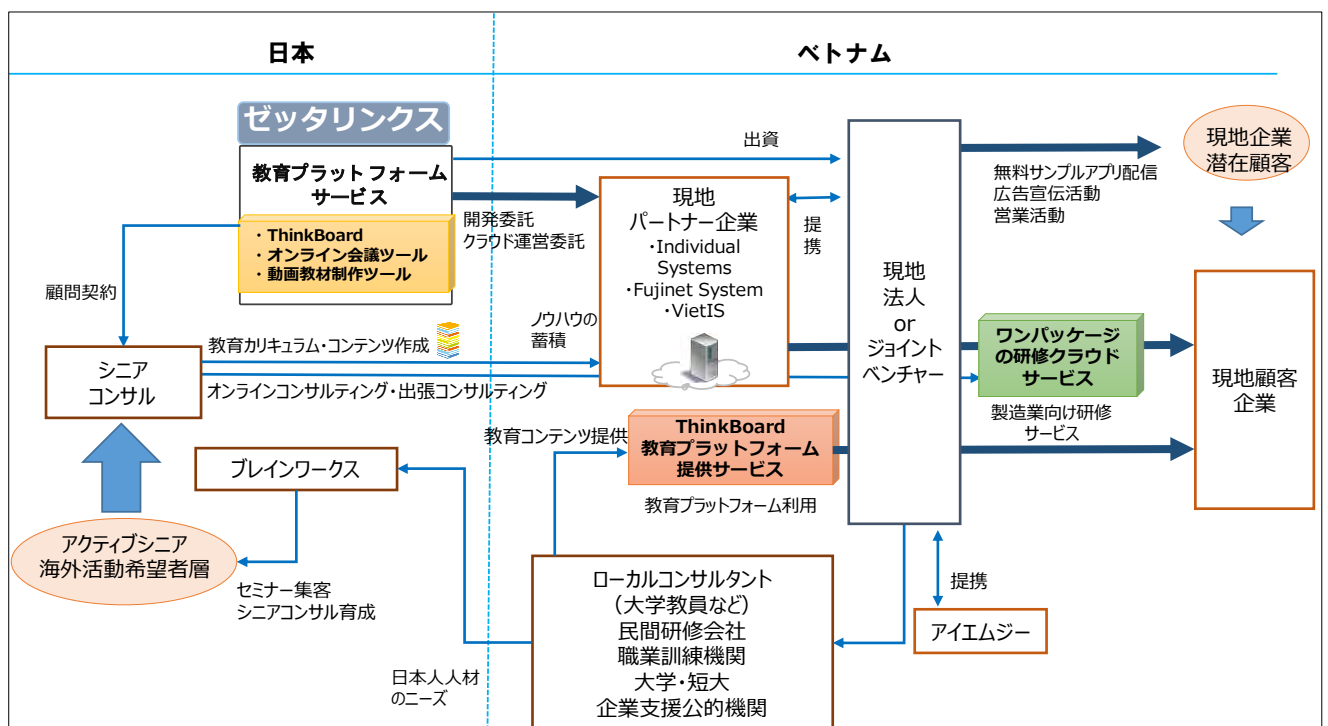 日本
ベトナム
ゼッタリンクス
教育プラットフォーム
サービス
・ThinkBoard
・オンライン会議ツール
・動画教材制作ツール
出資
開発委託
クラウド運営委託
現地
パートナー企業
・Individual
Systems
・Fujinet System
・VietIS
提
携
現地
法人
or
ジョイント
ベンチャー
無料サンプルアプリ配信
広告宣伝活動
営業活動
現地企業
潜在顧客
顧問契約
シニア
コンサル
教育カリキュラム・コンテンツ作成
ノウハウの
蓄積
オンラインコンサルティング・出張コンサルティング
ワンパッケージ
の研修クラウド
サービス
製造業向け研修
サービス
現地顧客
企業
教育コンテンツ提供
ThinkBoard
教育プラットフォーム
提供サービス
教育プラットフォーム利用
ブレインワークス
アクティブシニア
海外活動希望者層
セミナー集客
シニアコンサル育成
日本人人材
のニーズ
ローカルコンサルタント
（大学教員など）
民間研修会社
職業訓練機関
大学・短大
企業支援公的機関
提携
アイエムジー